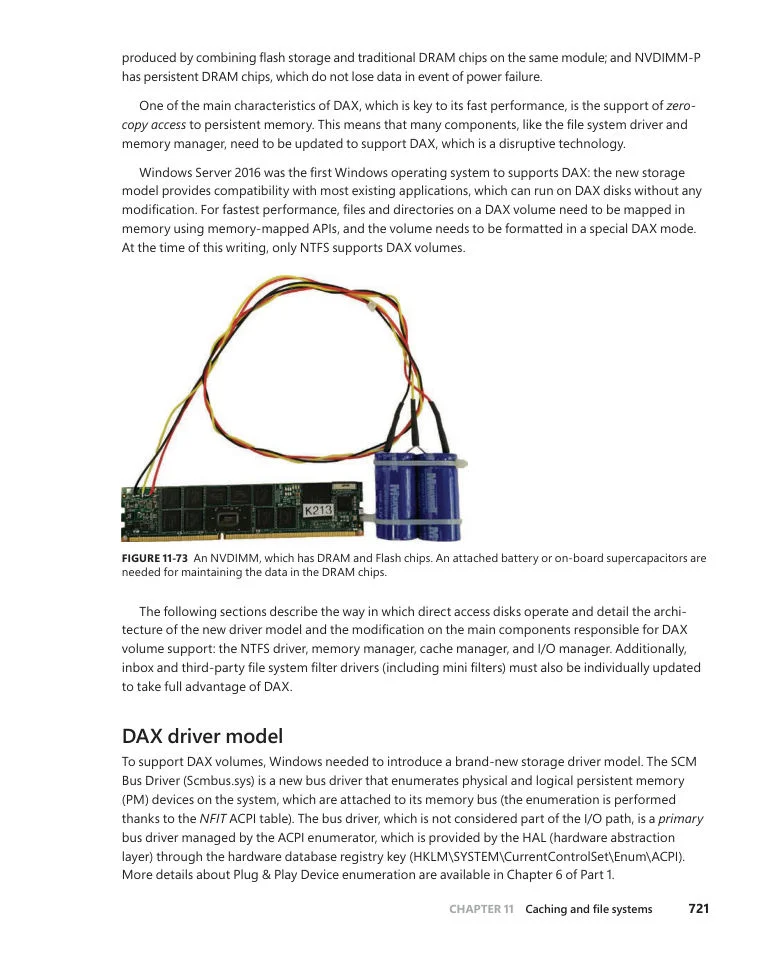 produced by combining flash storage and traditional DRAM chips on the same module; and NVDIMM-P
has persistent DRAM chips, which do not lose data in event of power failure.
One of the main characteristics of DAX, which is key to its fast performance, is the support of zero-
copy access to persistent memory. This means that many components, like the file system driver and
memory manager, need to be updated to support DAX, which is a disruptive technology.
Windows Server 2016 was the first Windows operating system to supports DAX: the new storage
model provides compatibility with most existing applications, which can run on DAX disks without any
modification. For fastest performance, files and directories on a DAX volume need to be mapped in
memory using memory-mapped APIs, and the volume needs to be formatted in a special DAX mode.
At the time of this writing, only NTFS supports DAX volumes.
K213
FIGURE 11-73 An NVDIMM, which has DRAM and Flash chips. An attached battery or on-board supercapacitors are
needed for maintaining the data in the DRAM chips.
The following sections describe the way in which direct access disks operate and detail the archi-
tecture of the new driver model and the modification on the main components responsible for DAX
volume support: the NTFS driver, memory manager, cache manager, and I/O manager. Additionally,
inbox and third-party file system filter drivers (including mini filters) must also be individually updated
to take full advantage of DAX.
DAX driver model
To support DAX volumes, Windows needed to introduce a brand-new storage driver model. The SCM
Bus Driver (Scmbus.sys) is a new bus driver that enumerates physical and logical persistent memory
(PM) devices on the system, which are attached to its memory bus (the enumeration is performed
thanks to the NFIT ACPI table). The bus driver, which is not considered part of the I/O path, is a primary
bus driver managed by the ACPI enumerator, which is provided by the HAL (hardware abstraction
layer) through the hardware database registry key (HKLM\SYSTEM\CurrentControlSet\Enum\ACPI).
More details about Plug & Play Device enumeration are available in Chapter 6 of Part 1.
CHAPTER 11 Caching and file systems 721